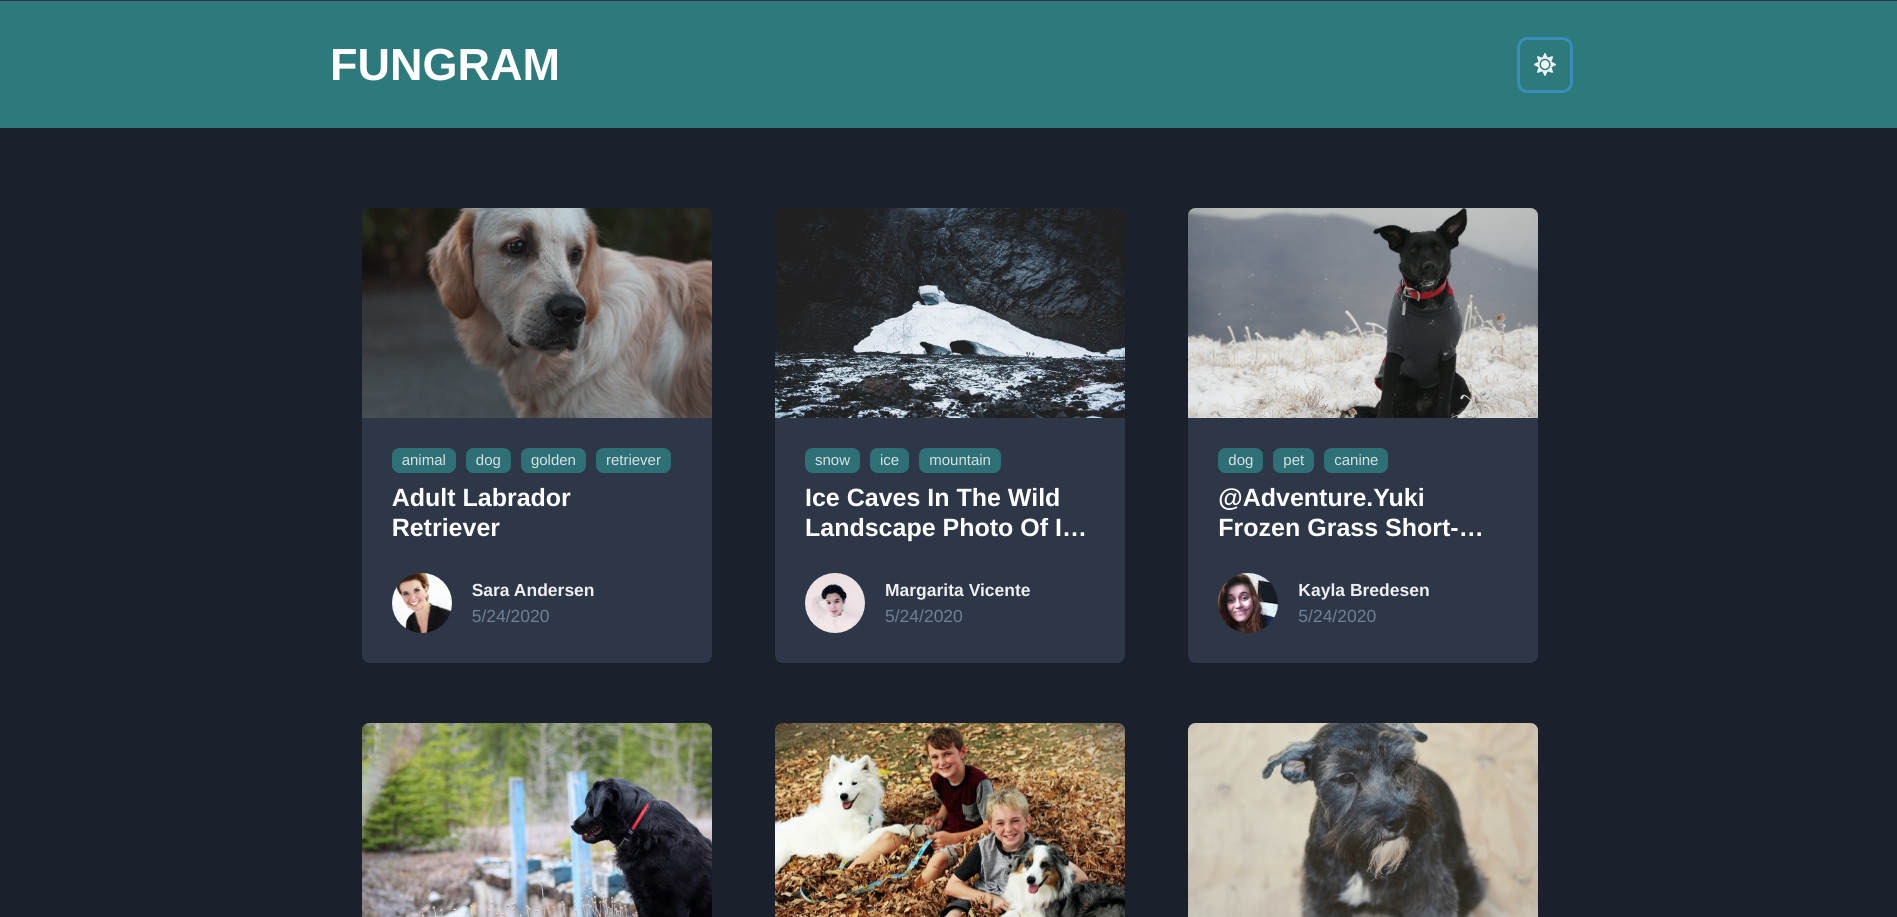 FUNGRAM
animal dog golden retriever
Adult Labrador
Retriever
Sara Andersen
5/24/2020
snow ice mountain
Ice Caves In The Wild
Landscape Photo Of I...
Margarita Vicente
5/24/2020
dog pet canine
@Adventure.Yuki
Frozen Grass Short-...
Kayla Bredesen
5/24/2020